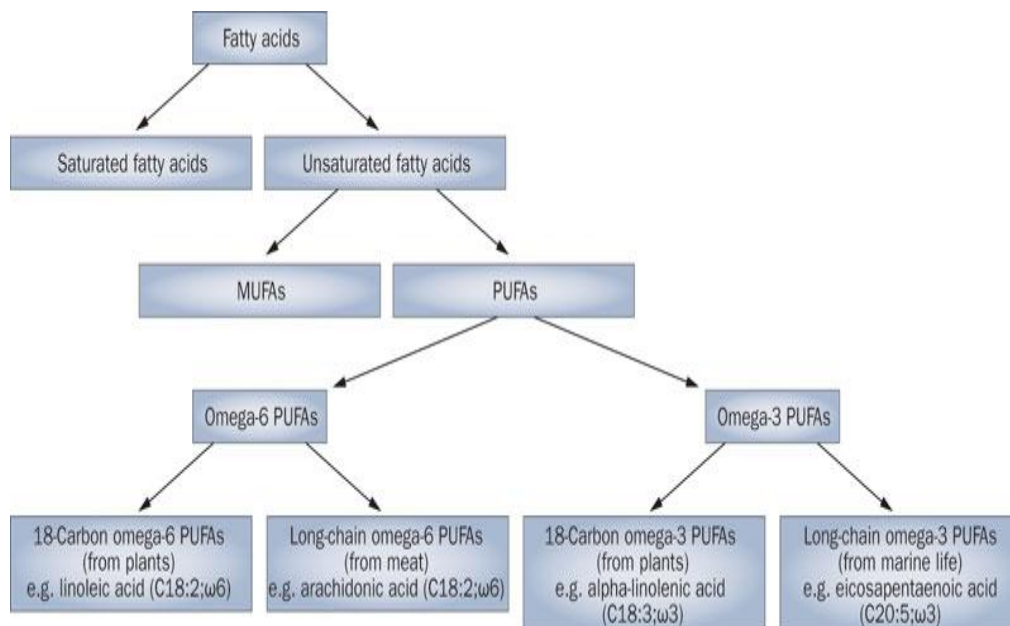 Fatty acids
Saturated fatty acids
Unsaturated fatty acids
MUFAs
PUFAs
Omega-6 PUFAs
Omega-3 PUFAs
18-Carbon omega-6 PUFAs
(from plants)
e.g. linoleic acid (C18:2;ω6)
Long-chain omega-6 PUFAs
(from meat)
e.g. arachidonic acid (C18:2;ω6)
18-Carbon omega-3 PUFAs
(from plants)
e.g. alpha-linolenic acid
(C18:3;ω3)
Long-chain omega-3 PUFAs
(from marine life)
e.g. eicosapentaenoic acid
(C20:5;ω3)